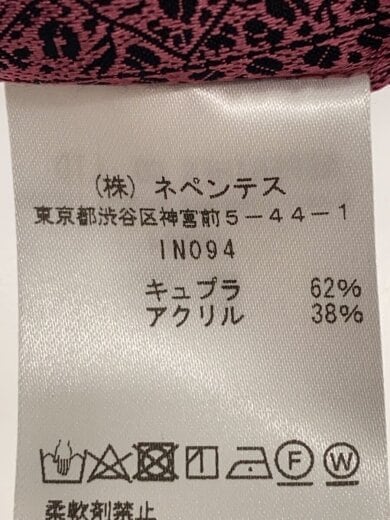 (株) ネペンテス
東京都渋谷区神宮前5-44-1
IN094
キュプラ 62%
アクリル 38%
F W
柔軟剤禁止